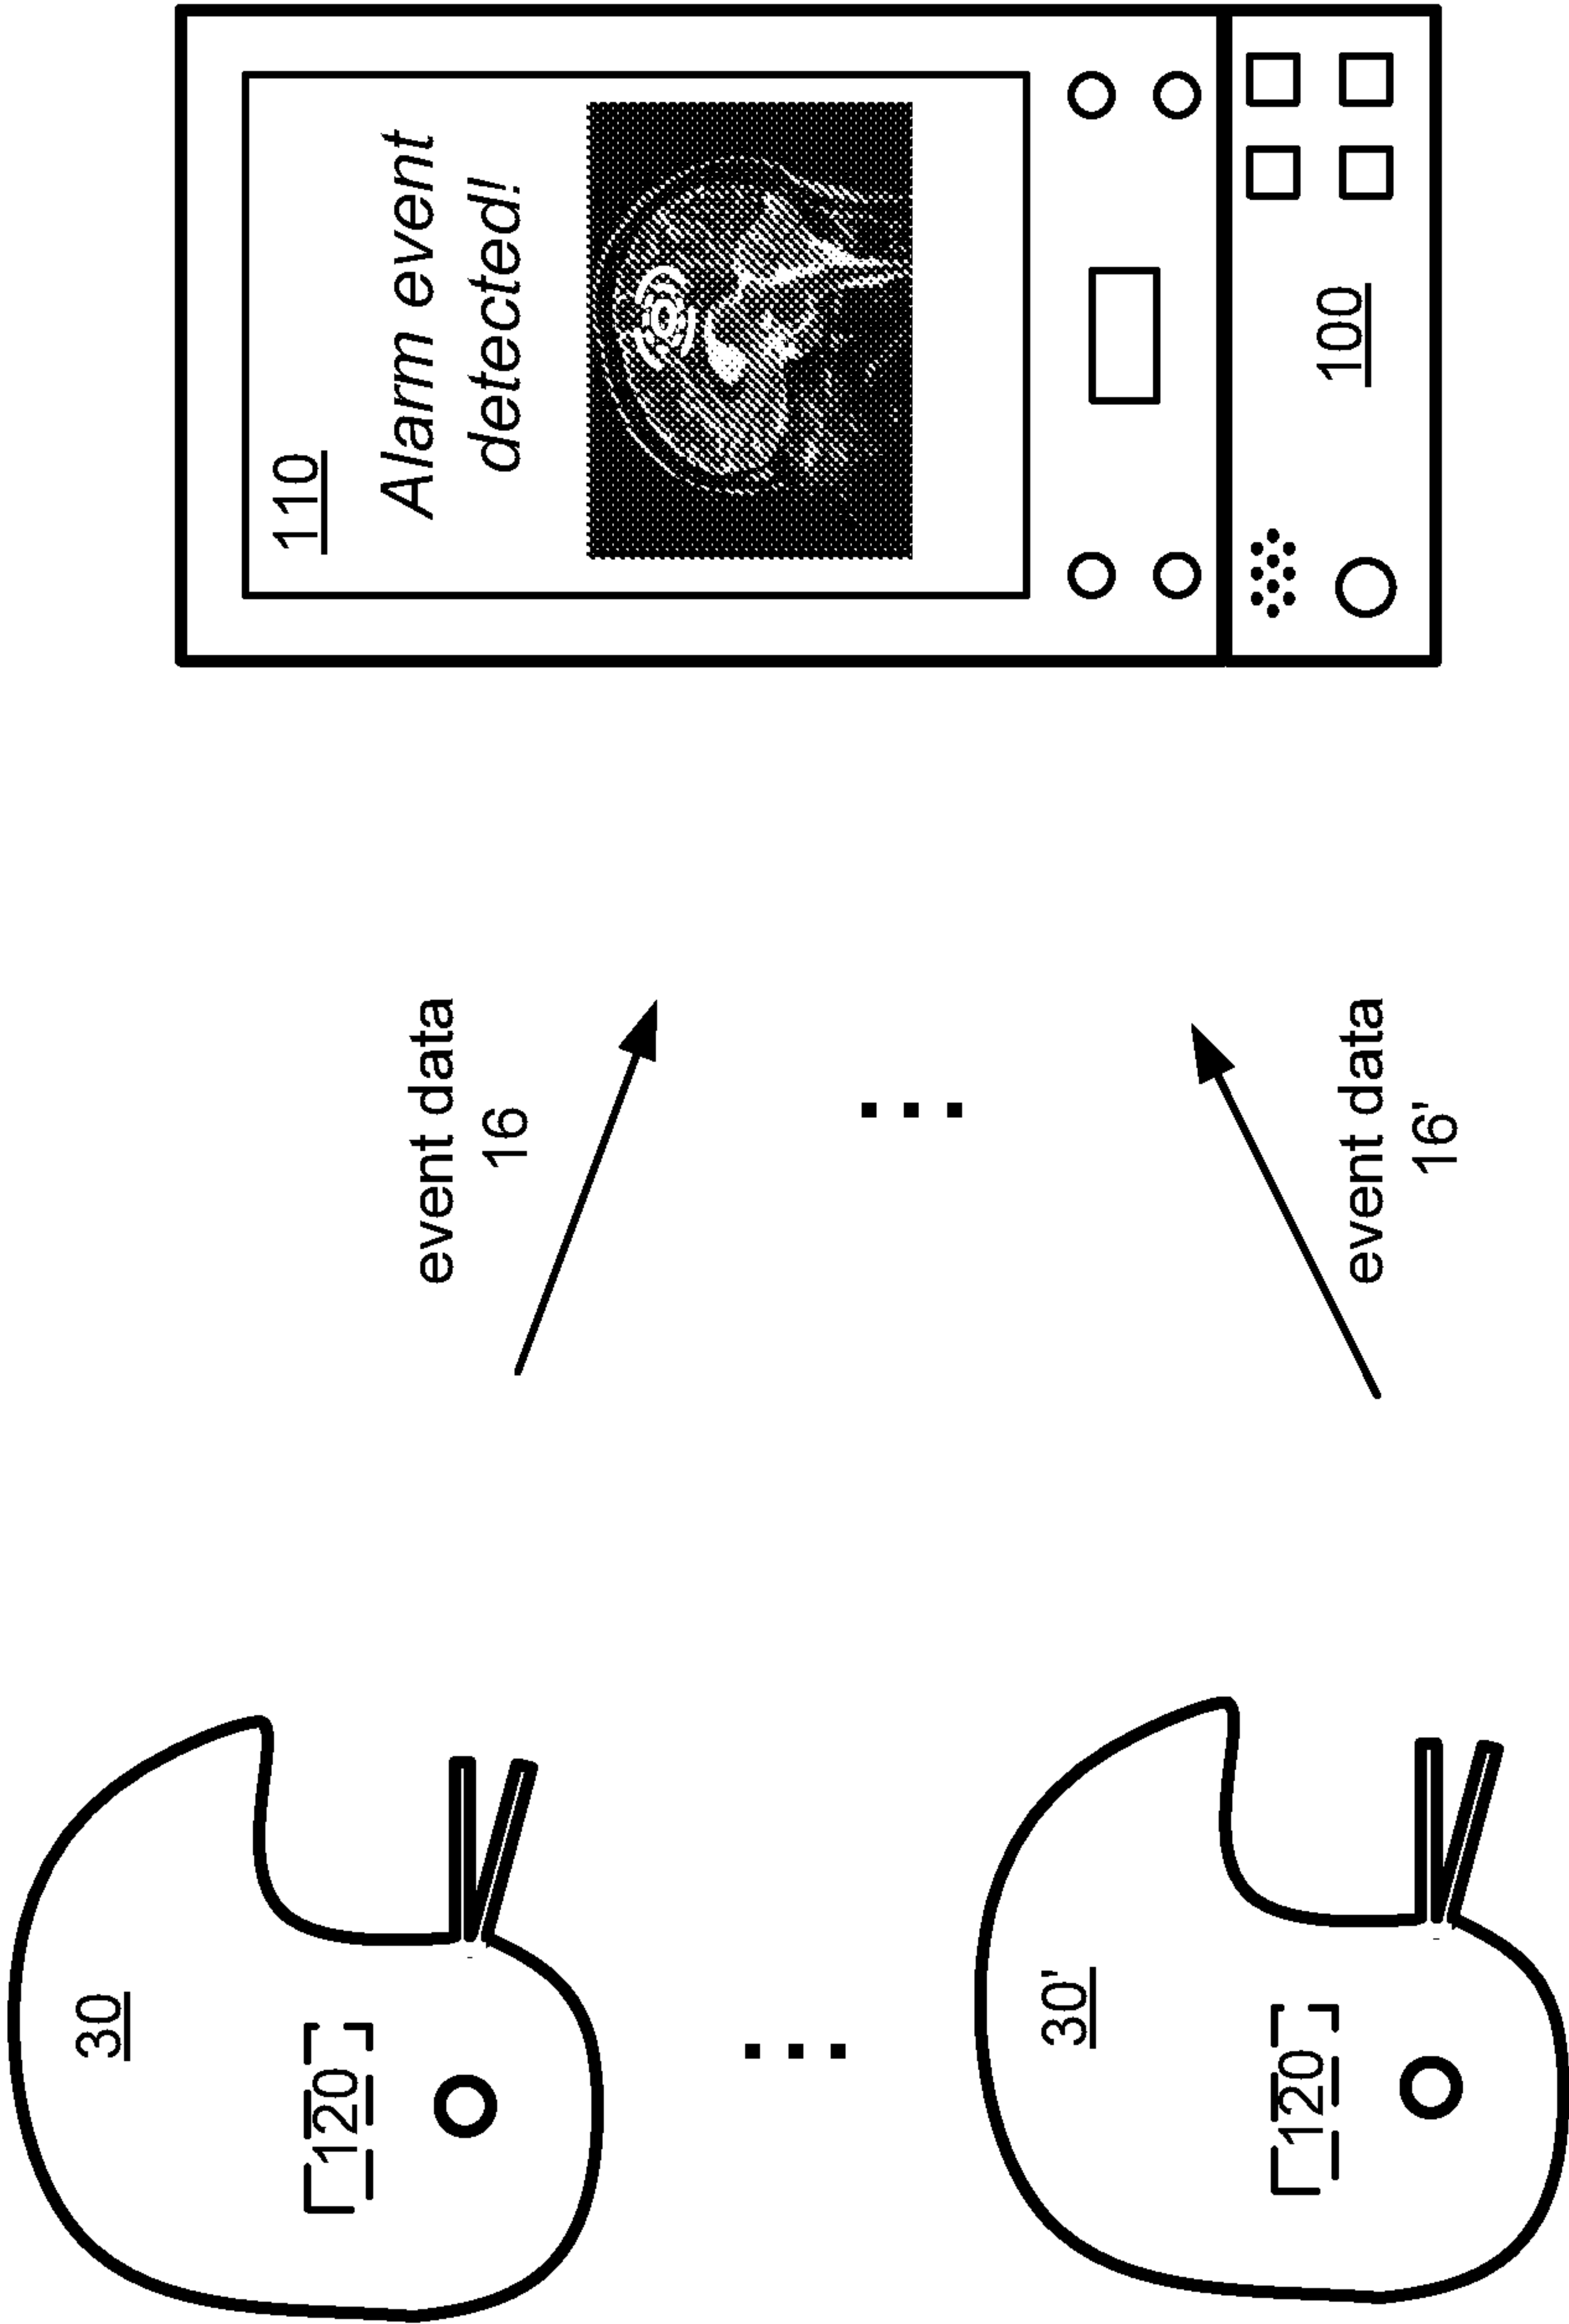 30
120
event data
16
110
Alarm event
detected!
30'
120
event data
16'
100